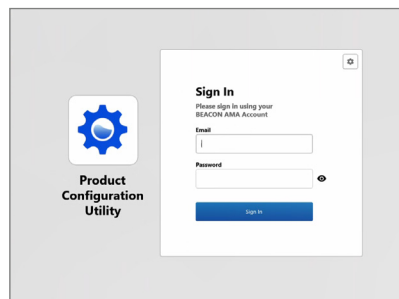 Product
Configuration
Utility
Sign In
Please sign in using your
BEACON AMA Account
Email
Password
Sign In